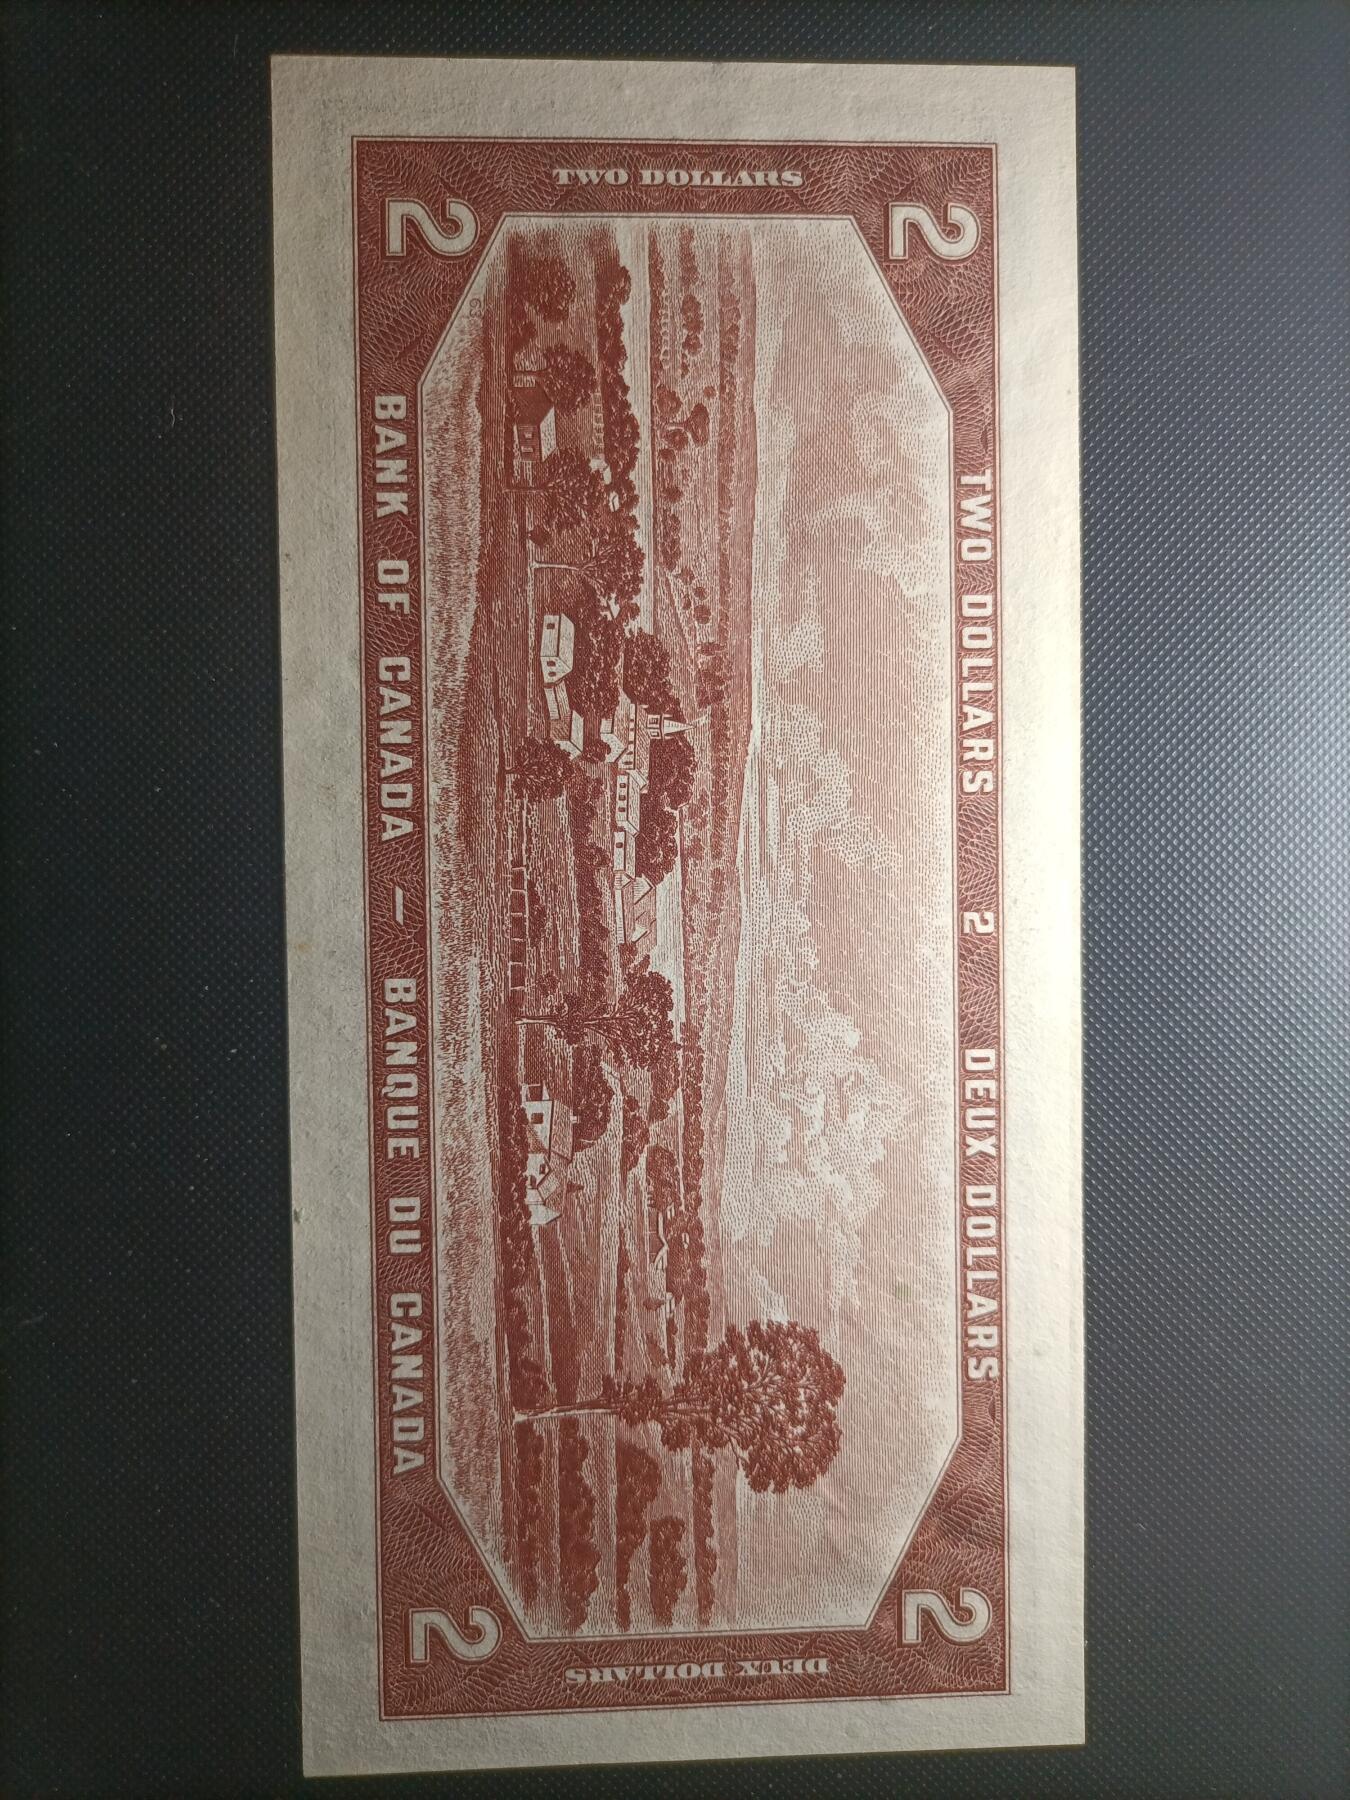 TWO DOLLARS 2 DEUX DOLLARS
2
2
TWO DOLLARS
DEUX DOLLARS
2
2
BANK OF CANADA - BANQUE DU CANADA